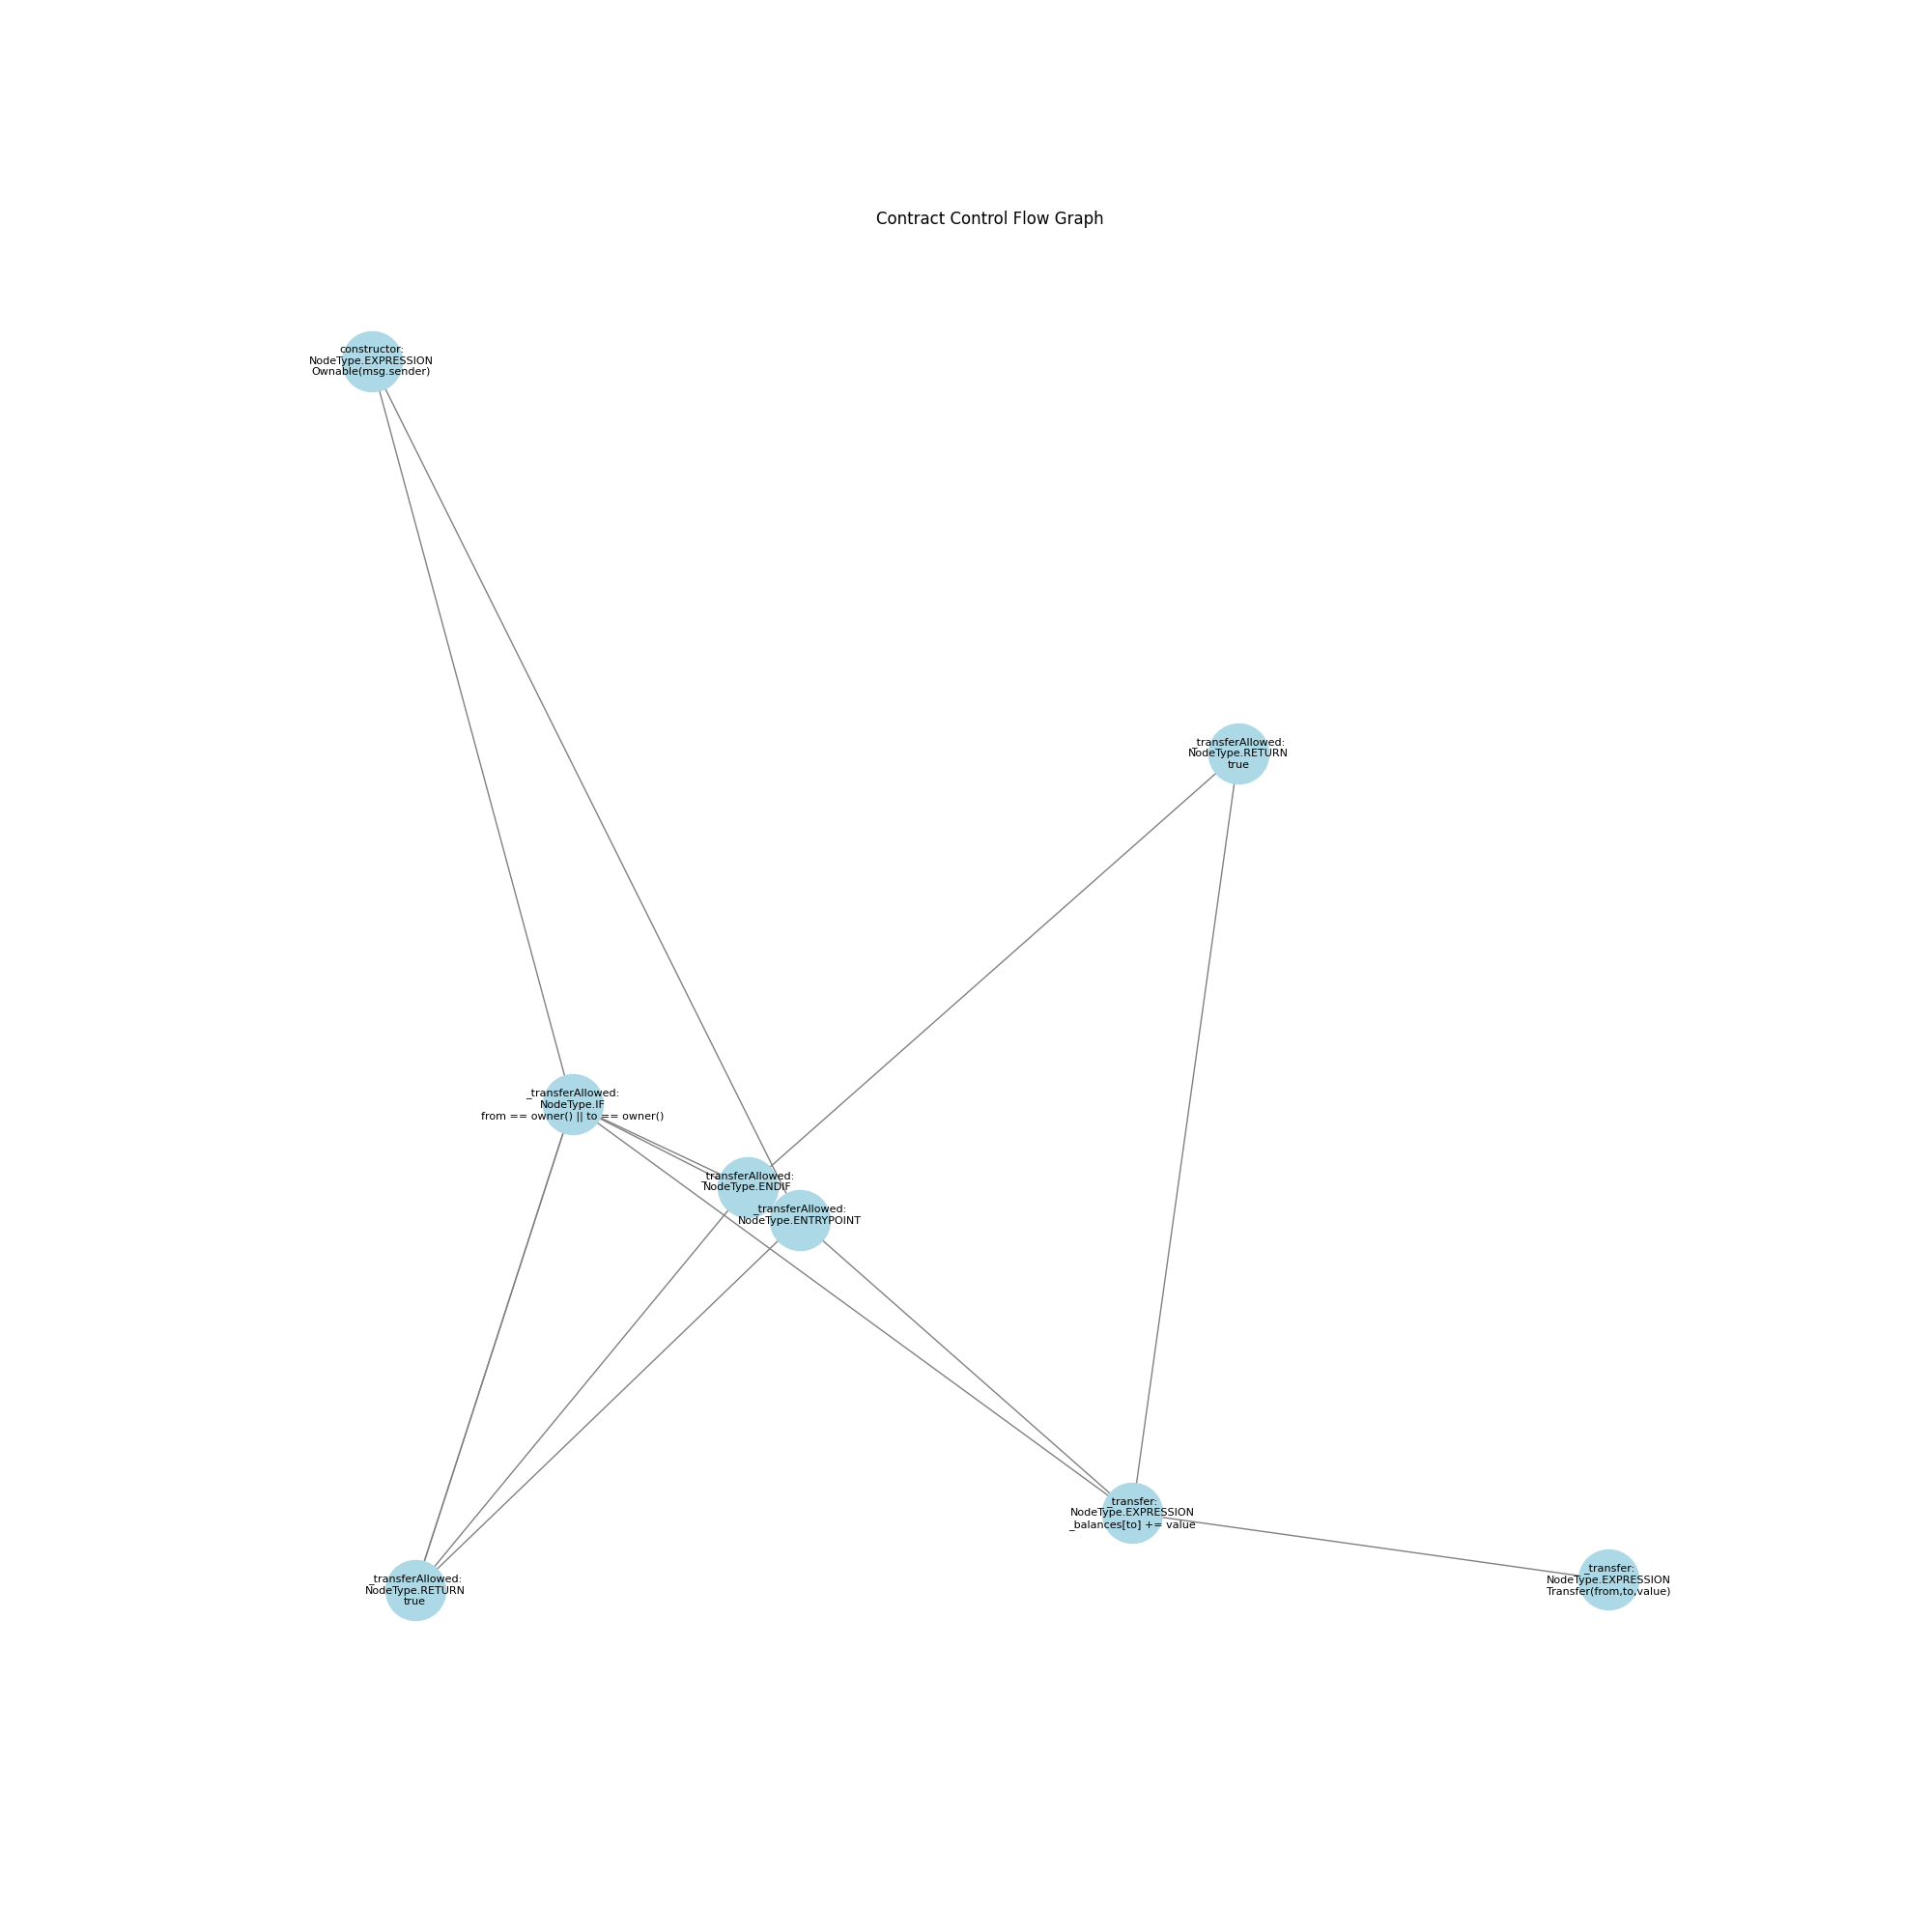 Contract Control Flow Graph
constructor:
NodeType.EXPRESSION
Ownable(msg.sender)
_transferAllowed:
NodeType.RETURN
true
_transferAllowed:
NodeType.IF
from == owner() || to == owner()
_transferAllowed:
NodeType.ENDIF
_transferAllowed:
NodeType.ENTRYPOINT
_transfer:
NodeType.EXPRESSION
_balances[to] += value
_transfer:
NodeType.EXPRESSION
Transfer(from,to,value)
_transferAllowed:
NodeType.RETURN
true